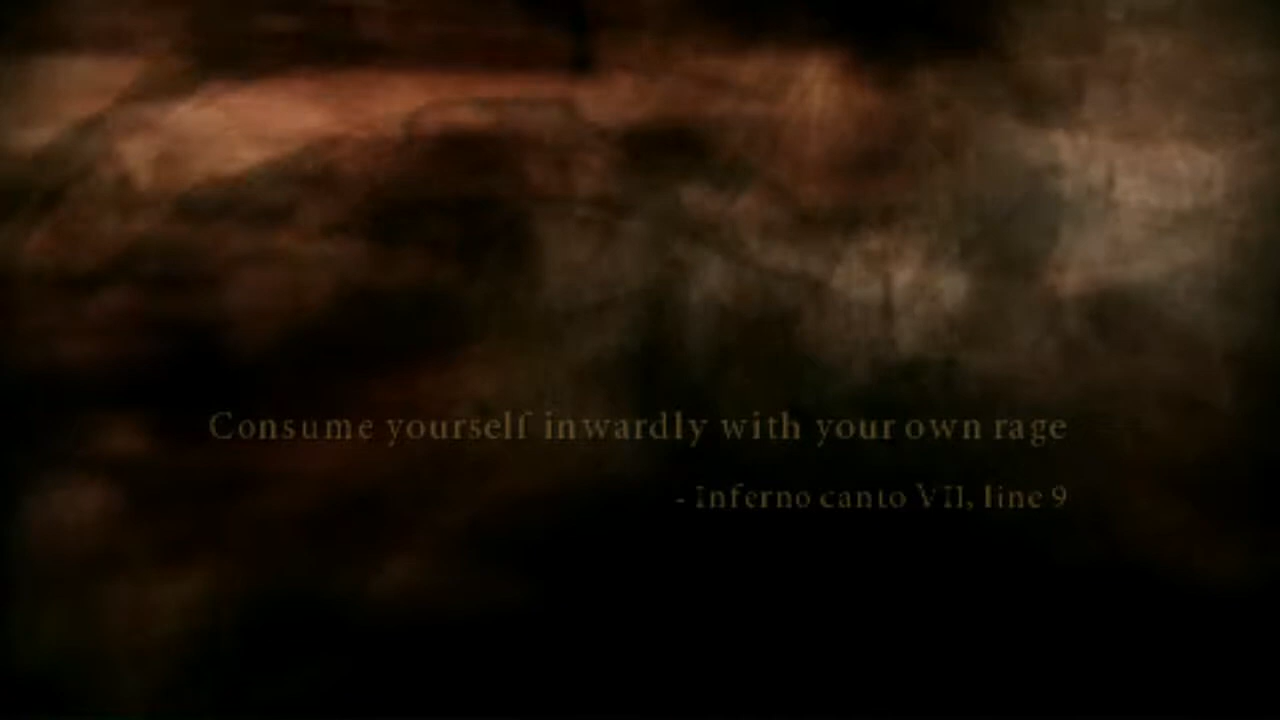 Consume yourself inwardly with your own rage
- Inferno canto VII, line 9